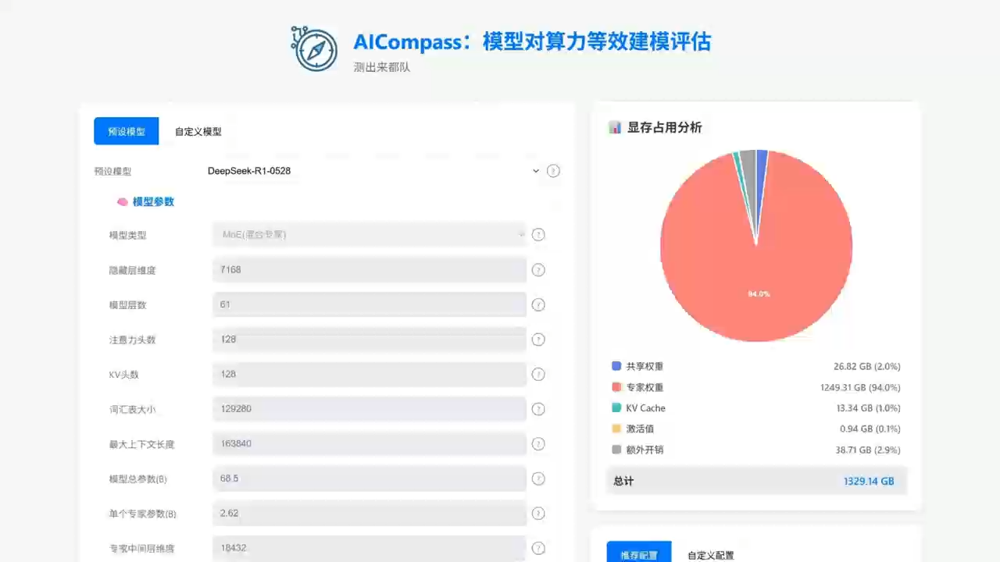 AICompass：模型对算力等效建模评估
测出来都队
预设模型 自定义模型
预设模型 DeepSeek-R1-0528 ?
模型参数
模型类型 MoE(混合专家) ?
隐藏层维度 7168 ?
模型层数 61 ?
注意力头数 128 ?
KV头数 128 ?
词汇表大小 129280 ?
最大上下文长度 163840 ?
模型总参数(B) 68.5 ?
单个专家参数(B) 2.62 ?
专家中间层维度 18432 ?
显存占用分析
94.0%
共享权重 26.82 GB (2.0%)
专家权重 1249.31 GB (94.0%)
KV Cache 13.34 GB (1.0%)
激活值 0.94 GB (0.1%)
额外开销 38.71 GB (2.9%)
总计 1329.14 GB
推荐配置 自定义配置